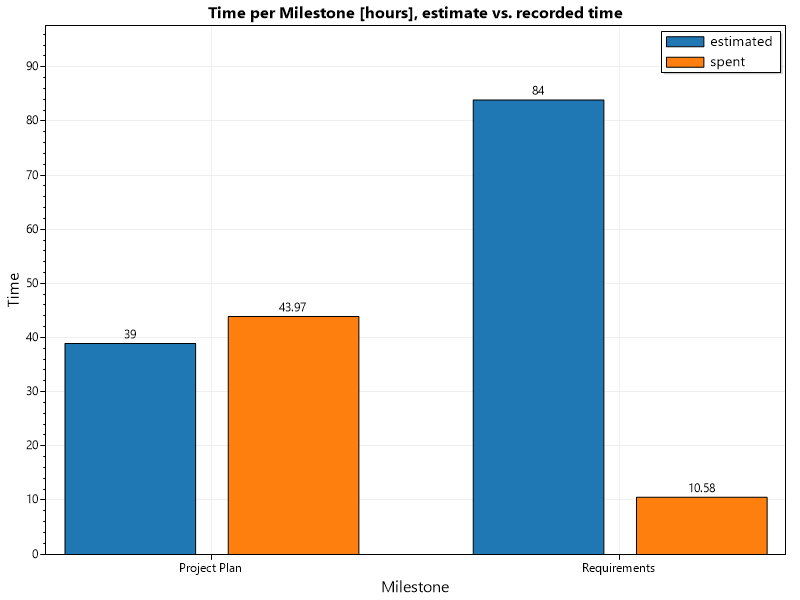 Time per Milestone [hours], estimate vs. recorded time
estimated
spent
90
80
70
60
50
40
30
20
10
0
Time
39
43.97
84
10.58
Project Plan
Requirements
Milestone